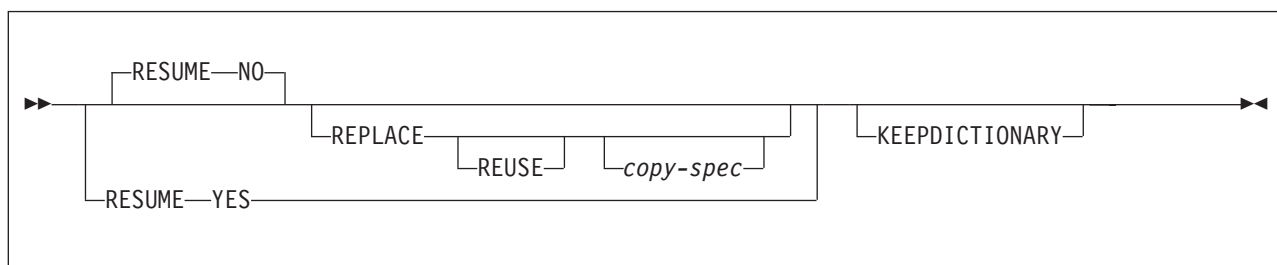 RESUME NO
REPLACE KEEPDICTIONARY
REUSE copy-spec
RESUME YES